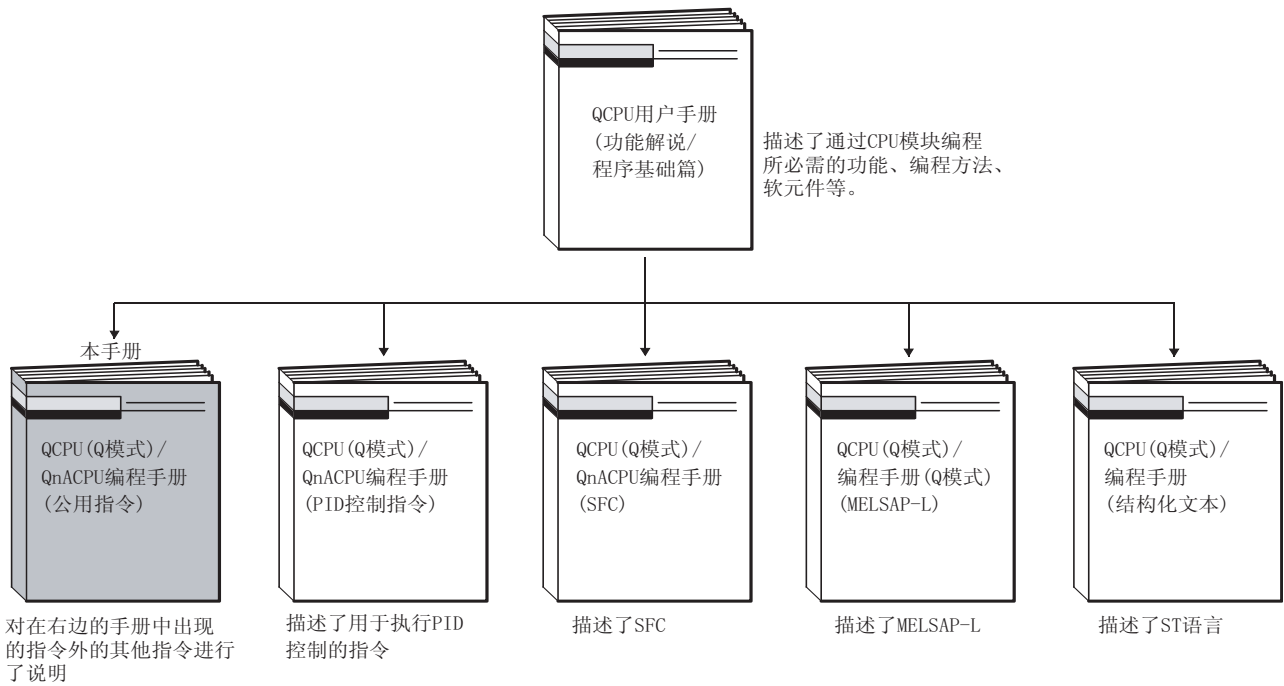 QCPU用户手册
(功能解说/
程序基础篇)
描述了通过CPU模块编程
所必需的功能、编程方法、
软元件等。
本手册
QCPU(Q模式)/
QnACPU编程手册
(公用指令)
QCPU(Q模式)/
QnACPU编程手册
(PID控制指令)
QCPU(Q模式)/
QnACPU编程手册
(SFC)
QCPU(Q模式)/
编程手册(Q模式)
(MELSAP-L)
QCPU(Q模式)/
编程手册
(结构化文本)
对在右边的手册中出现
的指令外的其他指令进行
了说明
描述了用于执行PID
控制的指令
描述了SFC
描述了MELSAP-L
描述了ST语言